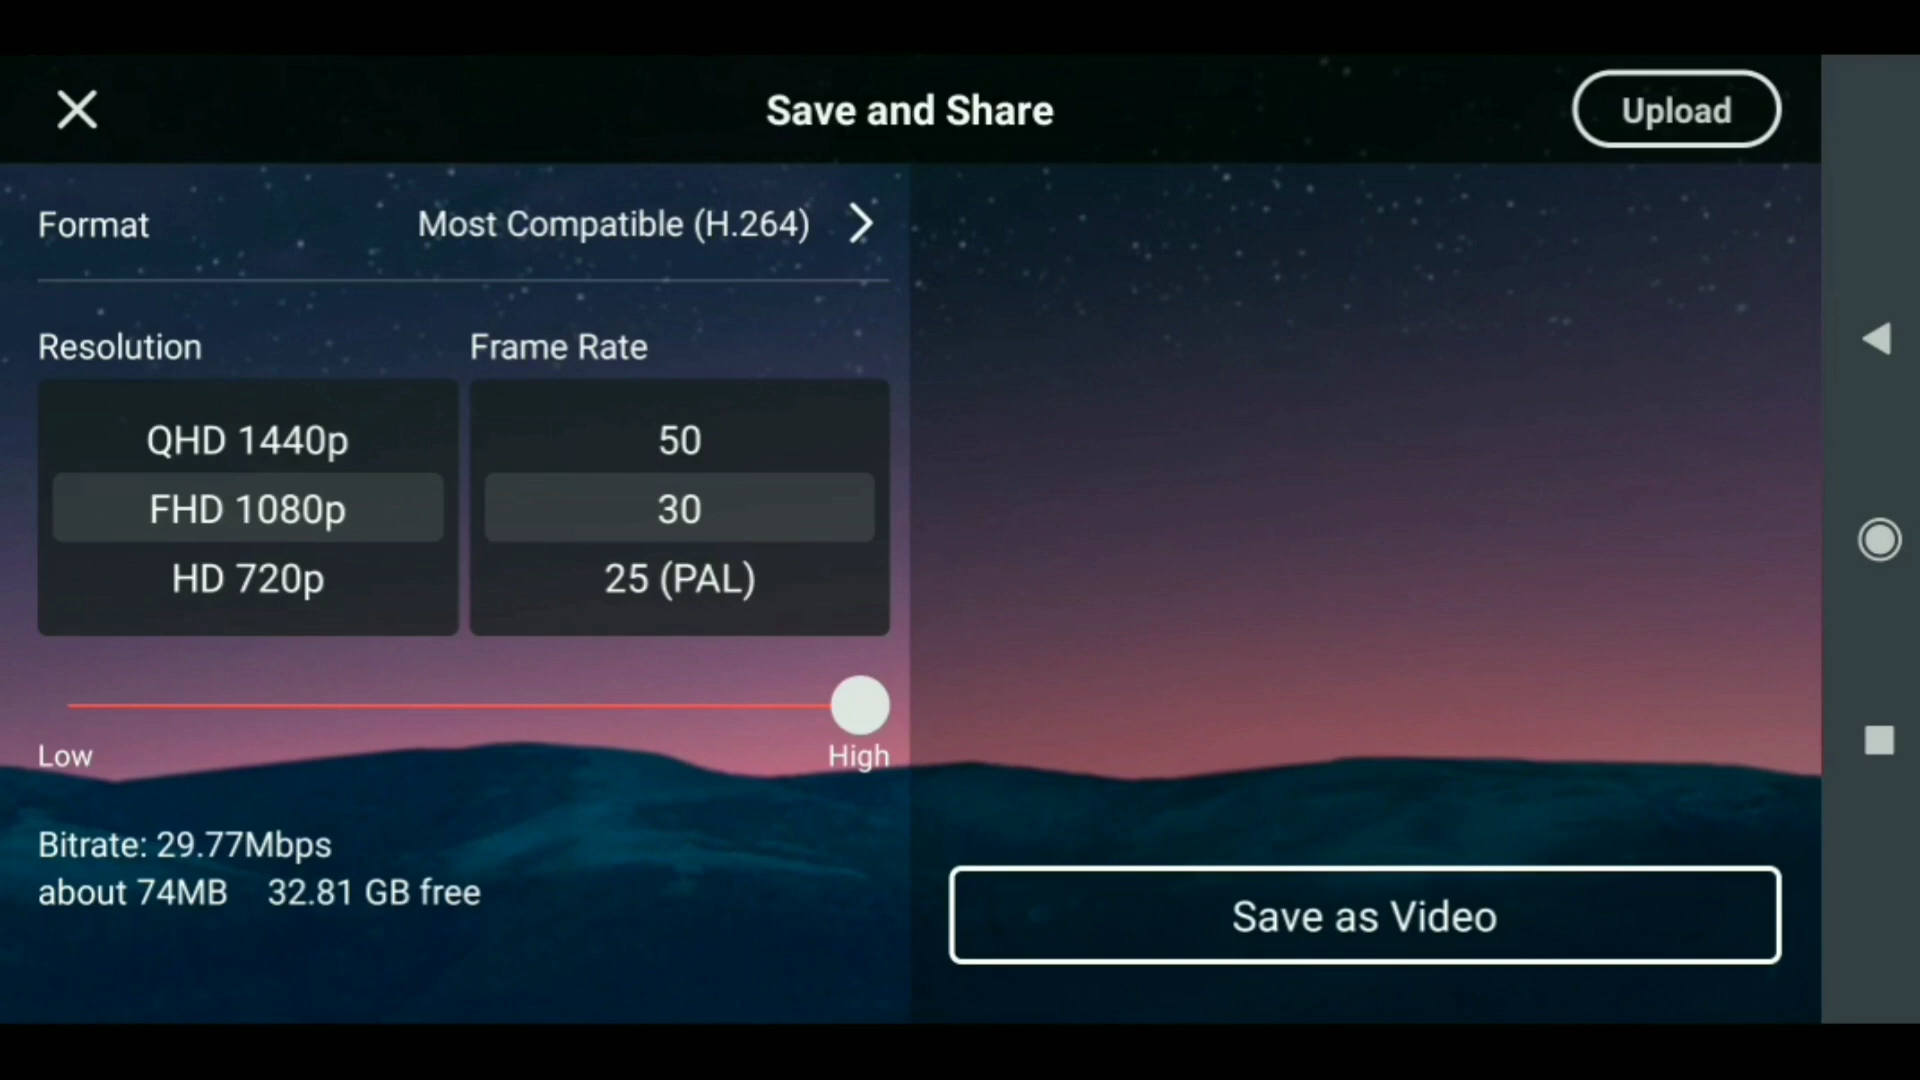 Save and Share
Upload
Format
Most Compatible (H.264)
Resolution
Frame Rate
QHD 1440p
50
FHD 1080p
30
HD 720p
25 (PAL)
Low
High
Bitrate: 29.77Mbps
about 74MB 32.81 GB free
Save as Video